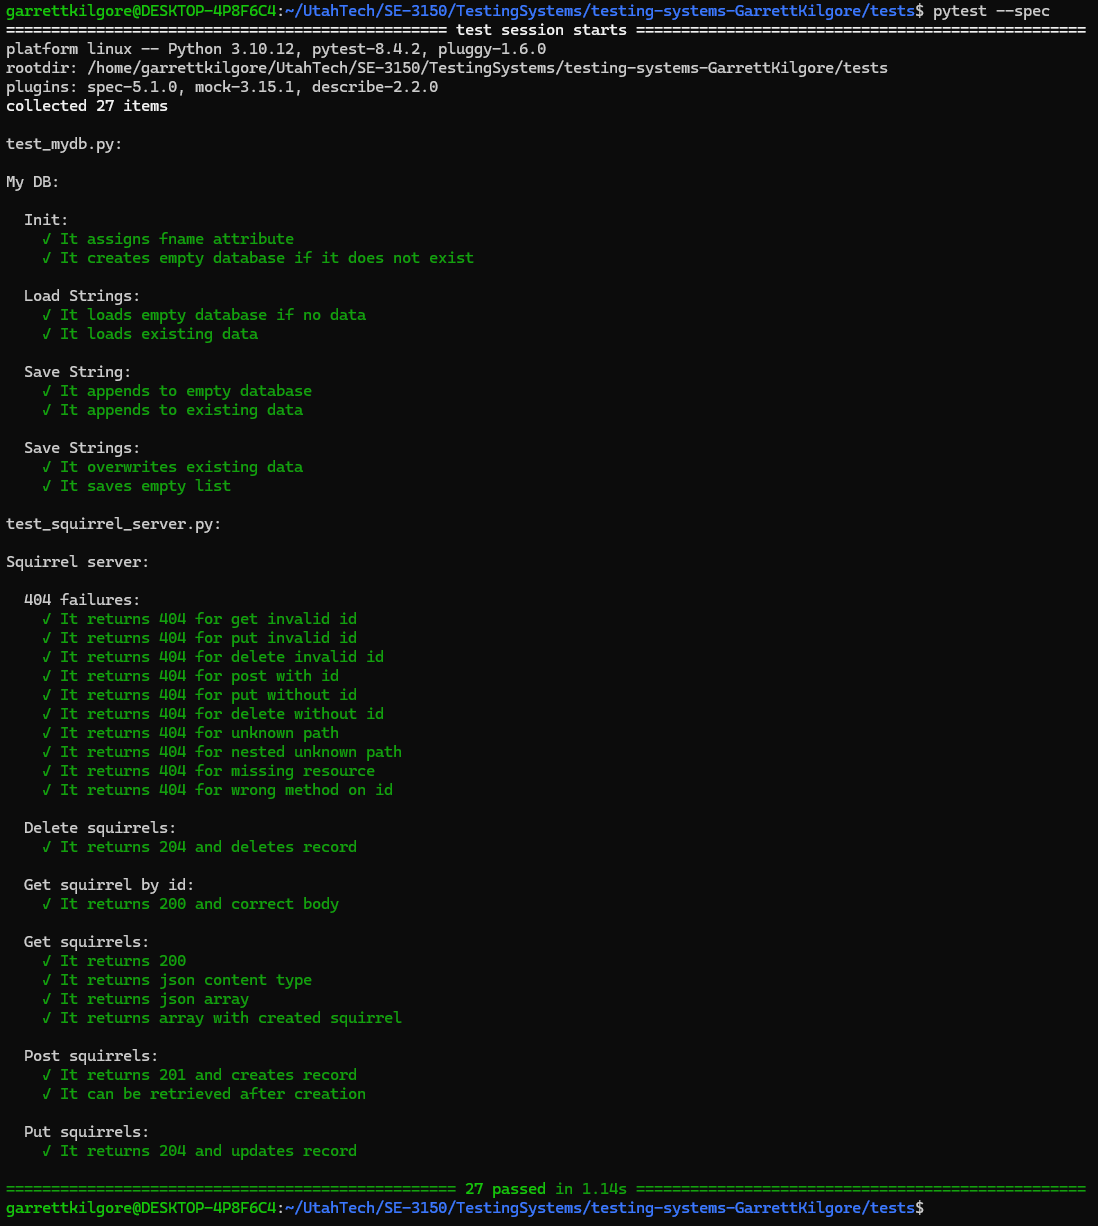 garrettkilgore@DESKTOP-4P8F6C4:~/UtahTech/SE-3150/TestingSystems/testing-systems-GarrettKilgore/tests$ pytest --spec
================================================= test session starts ==================================================
platform linux -- Python 3.10.12, pytest-8.4.2, pluggy-1.6.0
rootdir: /home/garrettkilgore/UtahTech/SE-3150/TestingSystems/testing-systems-GarrettKilgore/tests
plugins: spec-5.1.0, mock-3.15.1, describe-2.2.0
collected 27 items

test_mydb.py:

My DB:

  Init:
    ✓ It assigns fname attribute
    ✓ It creates empty database if it does not exist

  Load Strings:
    ✓ It loads empty database if no data
    ✓ It loads existing data

  Save String:
    ✓ It appends to empty database
    ✓ It appends to existing data

  Save Strings:
    ✓ It overwrites existing data
    ✓ It saves empty list

test_squirrel_server.py:

Squirrel server:

  404 failures:
    ✓ It returns 404 for get invalid id
    ✓ It returns 404 for put invalid id
    ✓ It returns 404 for delete invalid id
    ✓ It returns 404 for post with id
    ✓ It returns 404 for put without id
    ✓ It returns 404 for delete without id
    ✓ It returns 404 for unknown path
    ✓ It returns 404 for nested unknown path
    ✓ It returns 404 for missing resource
    ✓ It returns 404 for wrong method on id

  Delete squirrels:
    ✓ It returns 204 and deletes record

  Get squirrel by id:
    ✓ It returns 200 and correct body

  Get squirrels:
    ✓ It returns 200
    ✓ It returns json content type
    ✓ It returns json array
    ✓ It returns array with created squirrel

  Post squirrels:
    ✓ It returns 201 and creates record
    ✓ It can be retrieved after creation

  Put squirrels:
    ✓ It returns 204 and updates record

================================================== 27 passed in 1.14s ==================================================
garrettkilgore@DESKTOP-4P8F6C4:~/UtahTech/SE-3150/TestingSystems/testing-systems-GarrettKilgore/tests$